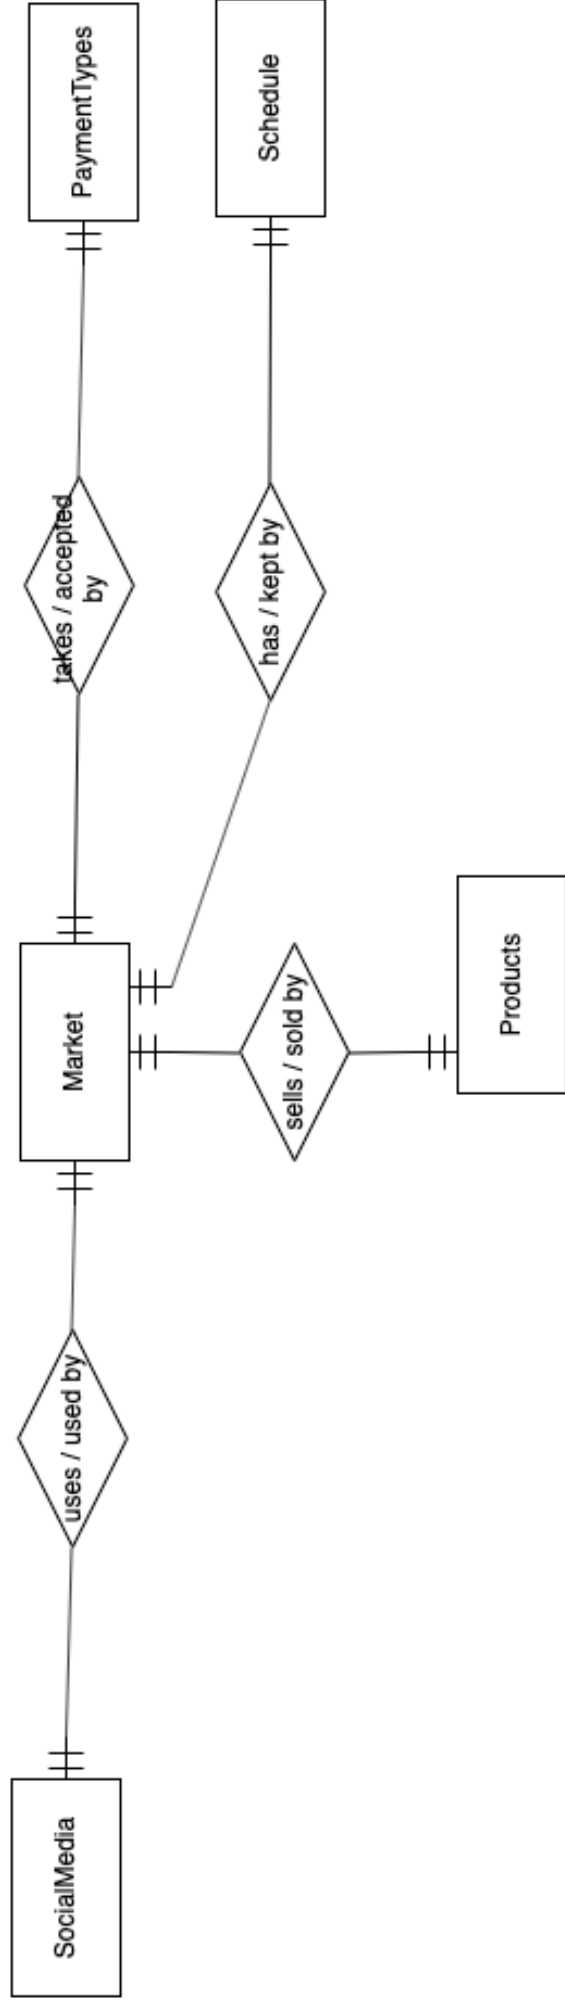 SocialMedia
uses / used by
Market
takes / accepted
by
PaymentTypes
has / kept by
Schedule
sells / sold by
Products